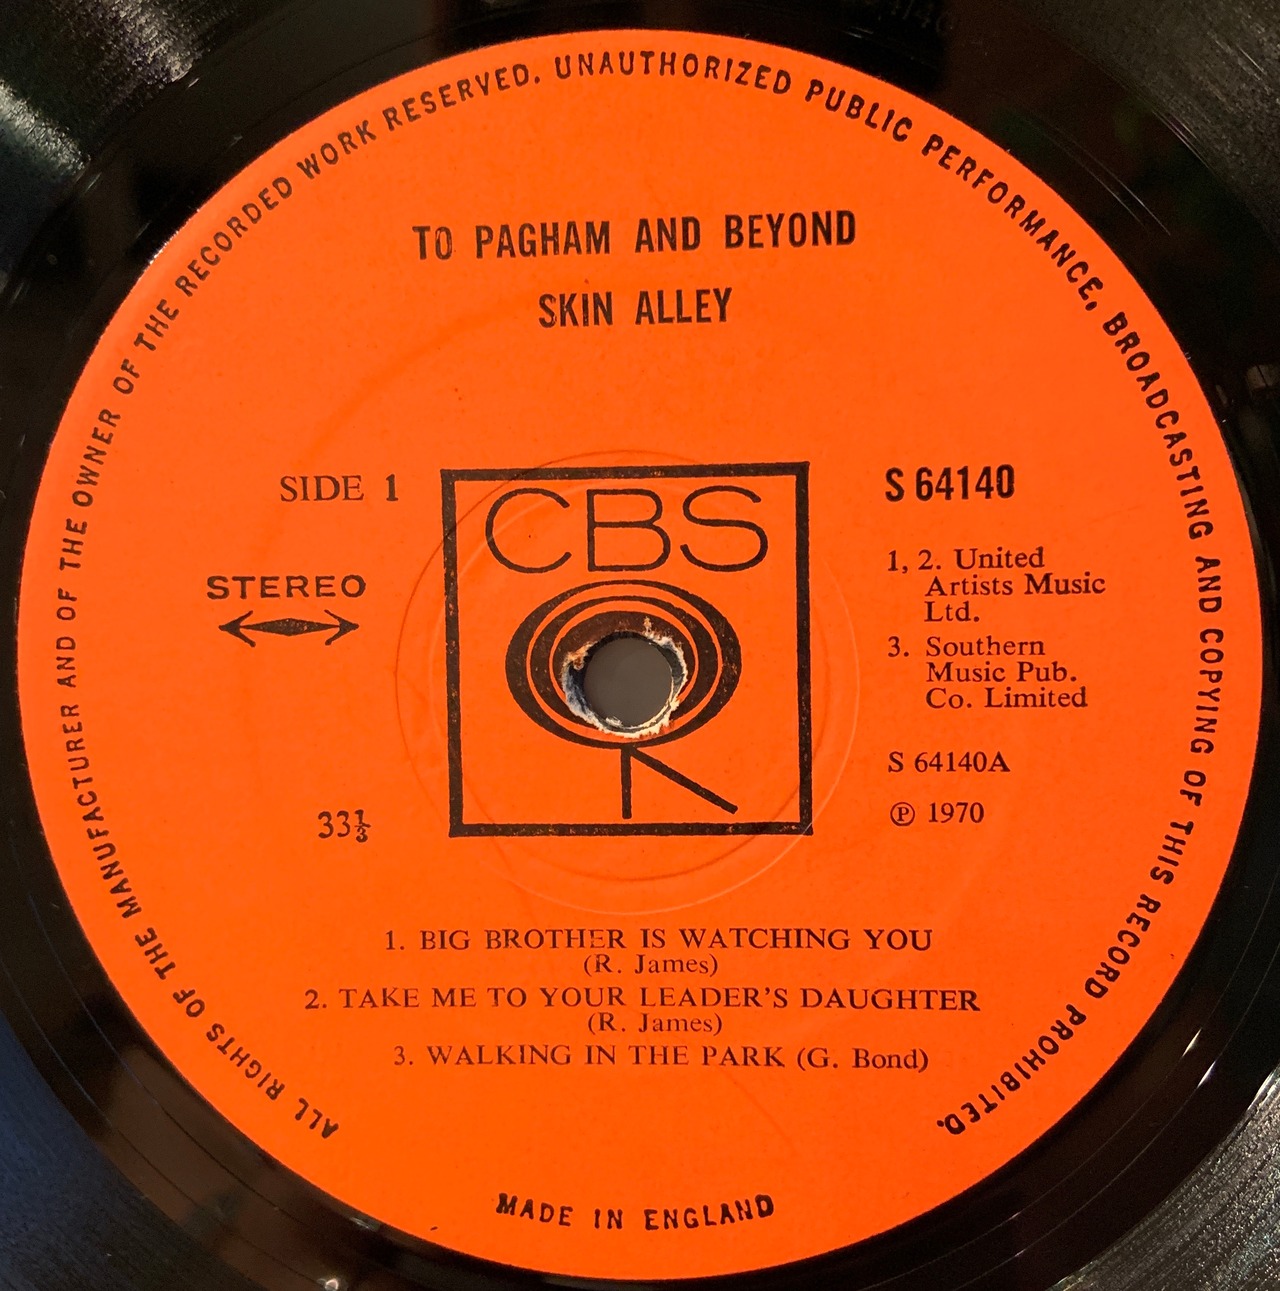 ALL RIGHTS OF THE MANUFACTURER AND OF THE OWNER OF THE RECORDED WORK RESERVED. UNAUTHORIZED PUBLIC PERFORMANCE, BROADCASTING AND COPYING OF THIS RECORD PROHIBITED.
TO PAGHAM AND BEYOND
SKIN ALLEY
SIDE 1
STEREO
33⅓
CBS
S 64140
1, 2. United
Artists Music
Ltd.
3. Southern
Music Pub.
Co. Limited
S 64140A
℗ 1970
1. BIG BROTHER IS WATCHING YOU
(R. James)
2. TAKE ME TO YOUR LEADER'S DAUGHTER
(R. James)
3. WALKING IN THE PARK (G. Bond)
MADE IN ENGLAND